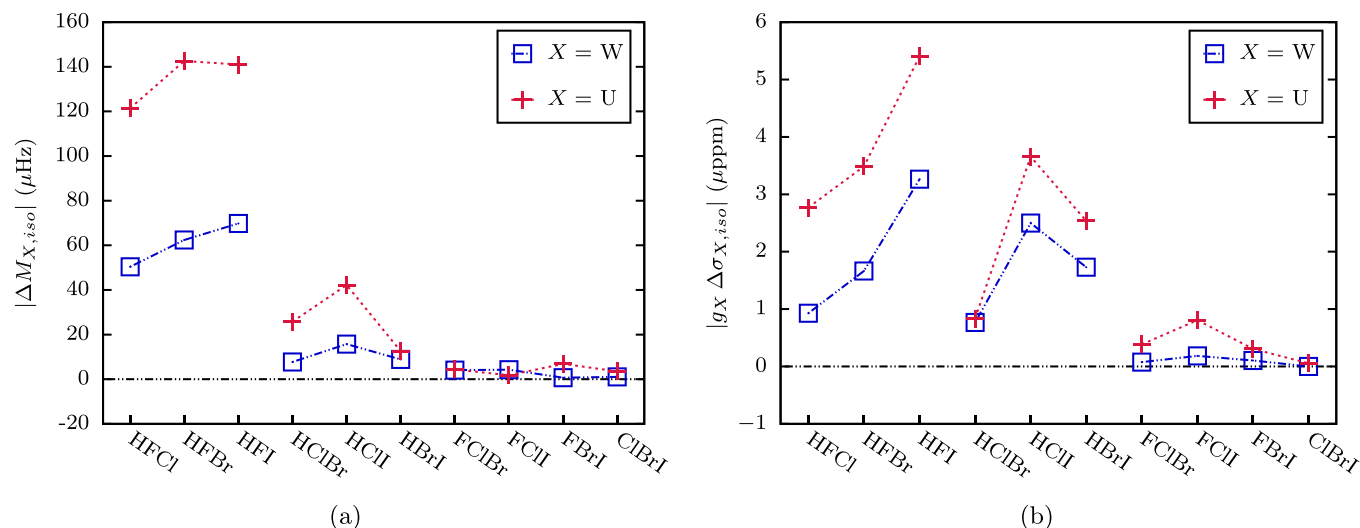 |ΔM_{X,iso}| (μHz)
160
140
120
100
80
60
40
20
0
-20
X = W
X = U
HFCl
HFBr
HFI
HClBr
HClI
HBrI
FClBr
FClI
FBrI
ClBrI
(a)
|g_X Δσ_{X,iso}| (μppm)
6
5
4
3
2
1
0
−1
X = W
X = U
HFCl
HFBr
HFI
HClBr
HClI
HBrI
FClBr
FClI
FBrI
ClBrI
(b)